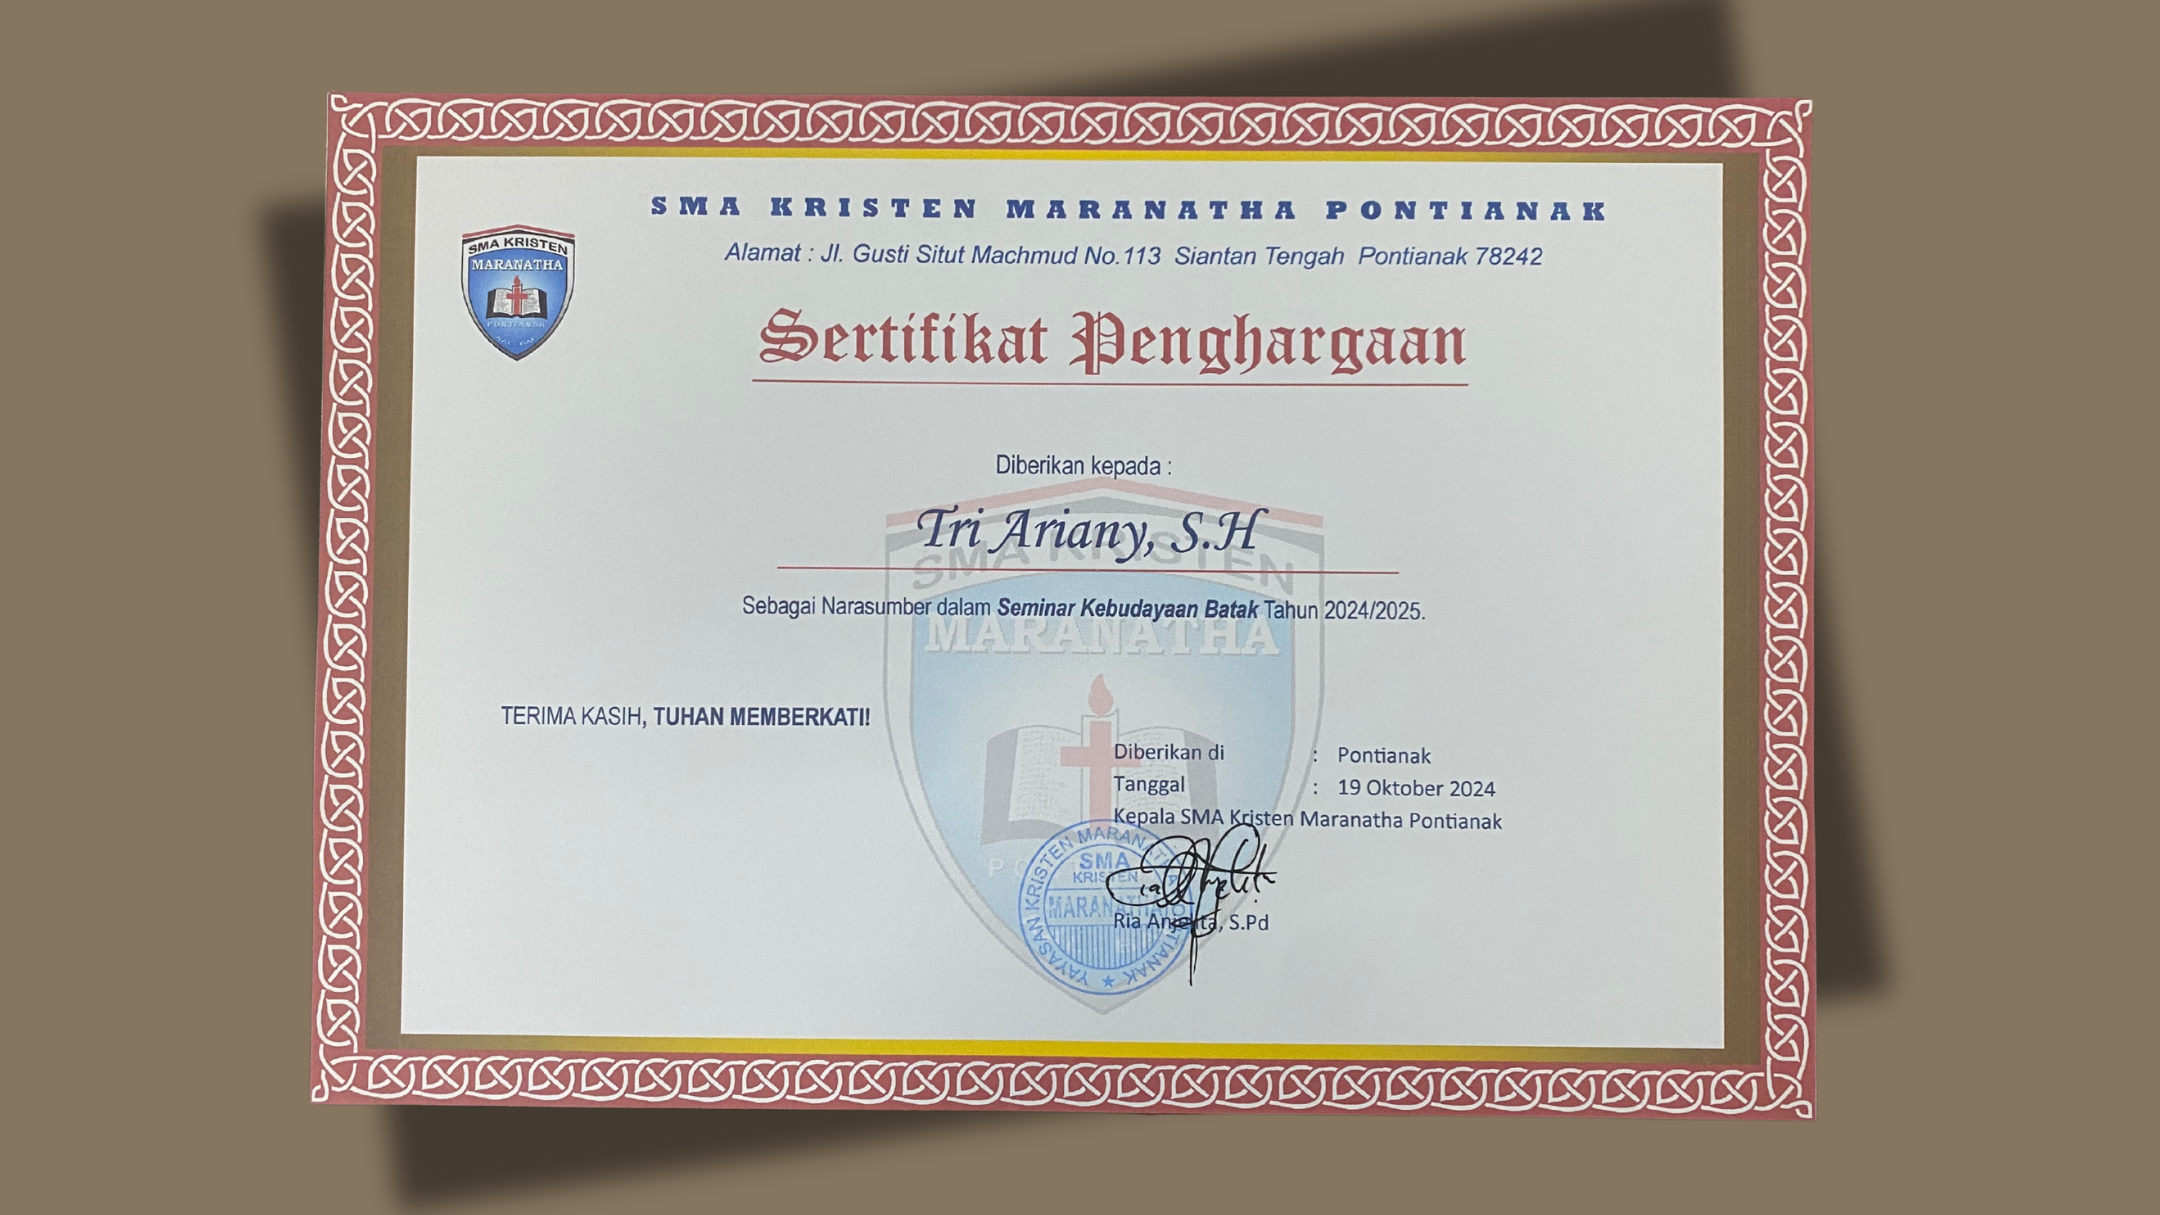 SMA KRISTEN MARANATHA PONTIANAK
Alamat : Jl. Gusti Situt Machmud No.113 Siantan Tengah Pontianak 78242
SMA KRISTEN
MARANATHA
PONTIANAK
Sertifikat Penghargaan
Diberikan kepada :
Tri Ariany, S.H
SMA KRISTEN
Sebagai Narasumber dalam Seminar Kebudayaan Batak Tahun 2024/2025.
MARANATHA
TERIMA KASIH, TUHAN MEMBERKATI!
Diberikan di : Pontianak
Tanggal : 19 Oktober 2024
Kepala SMA Kristen Maranatha Pontianak
YAYASAN KRISTEN MARANATHA PONTIANAK
SMA
KRISTEN
MARANATHA
Ria , S.Pd